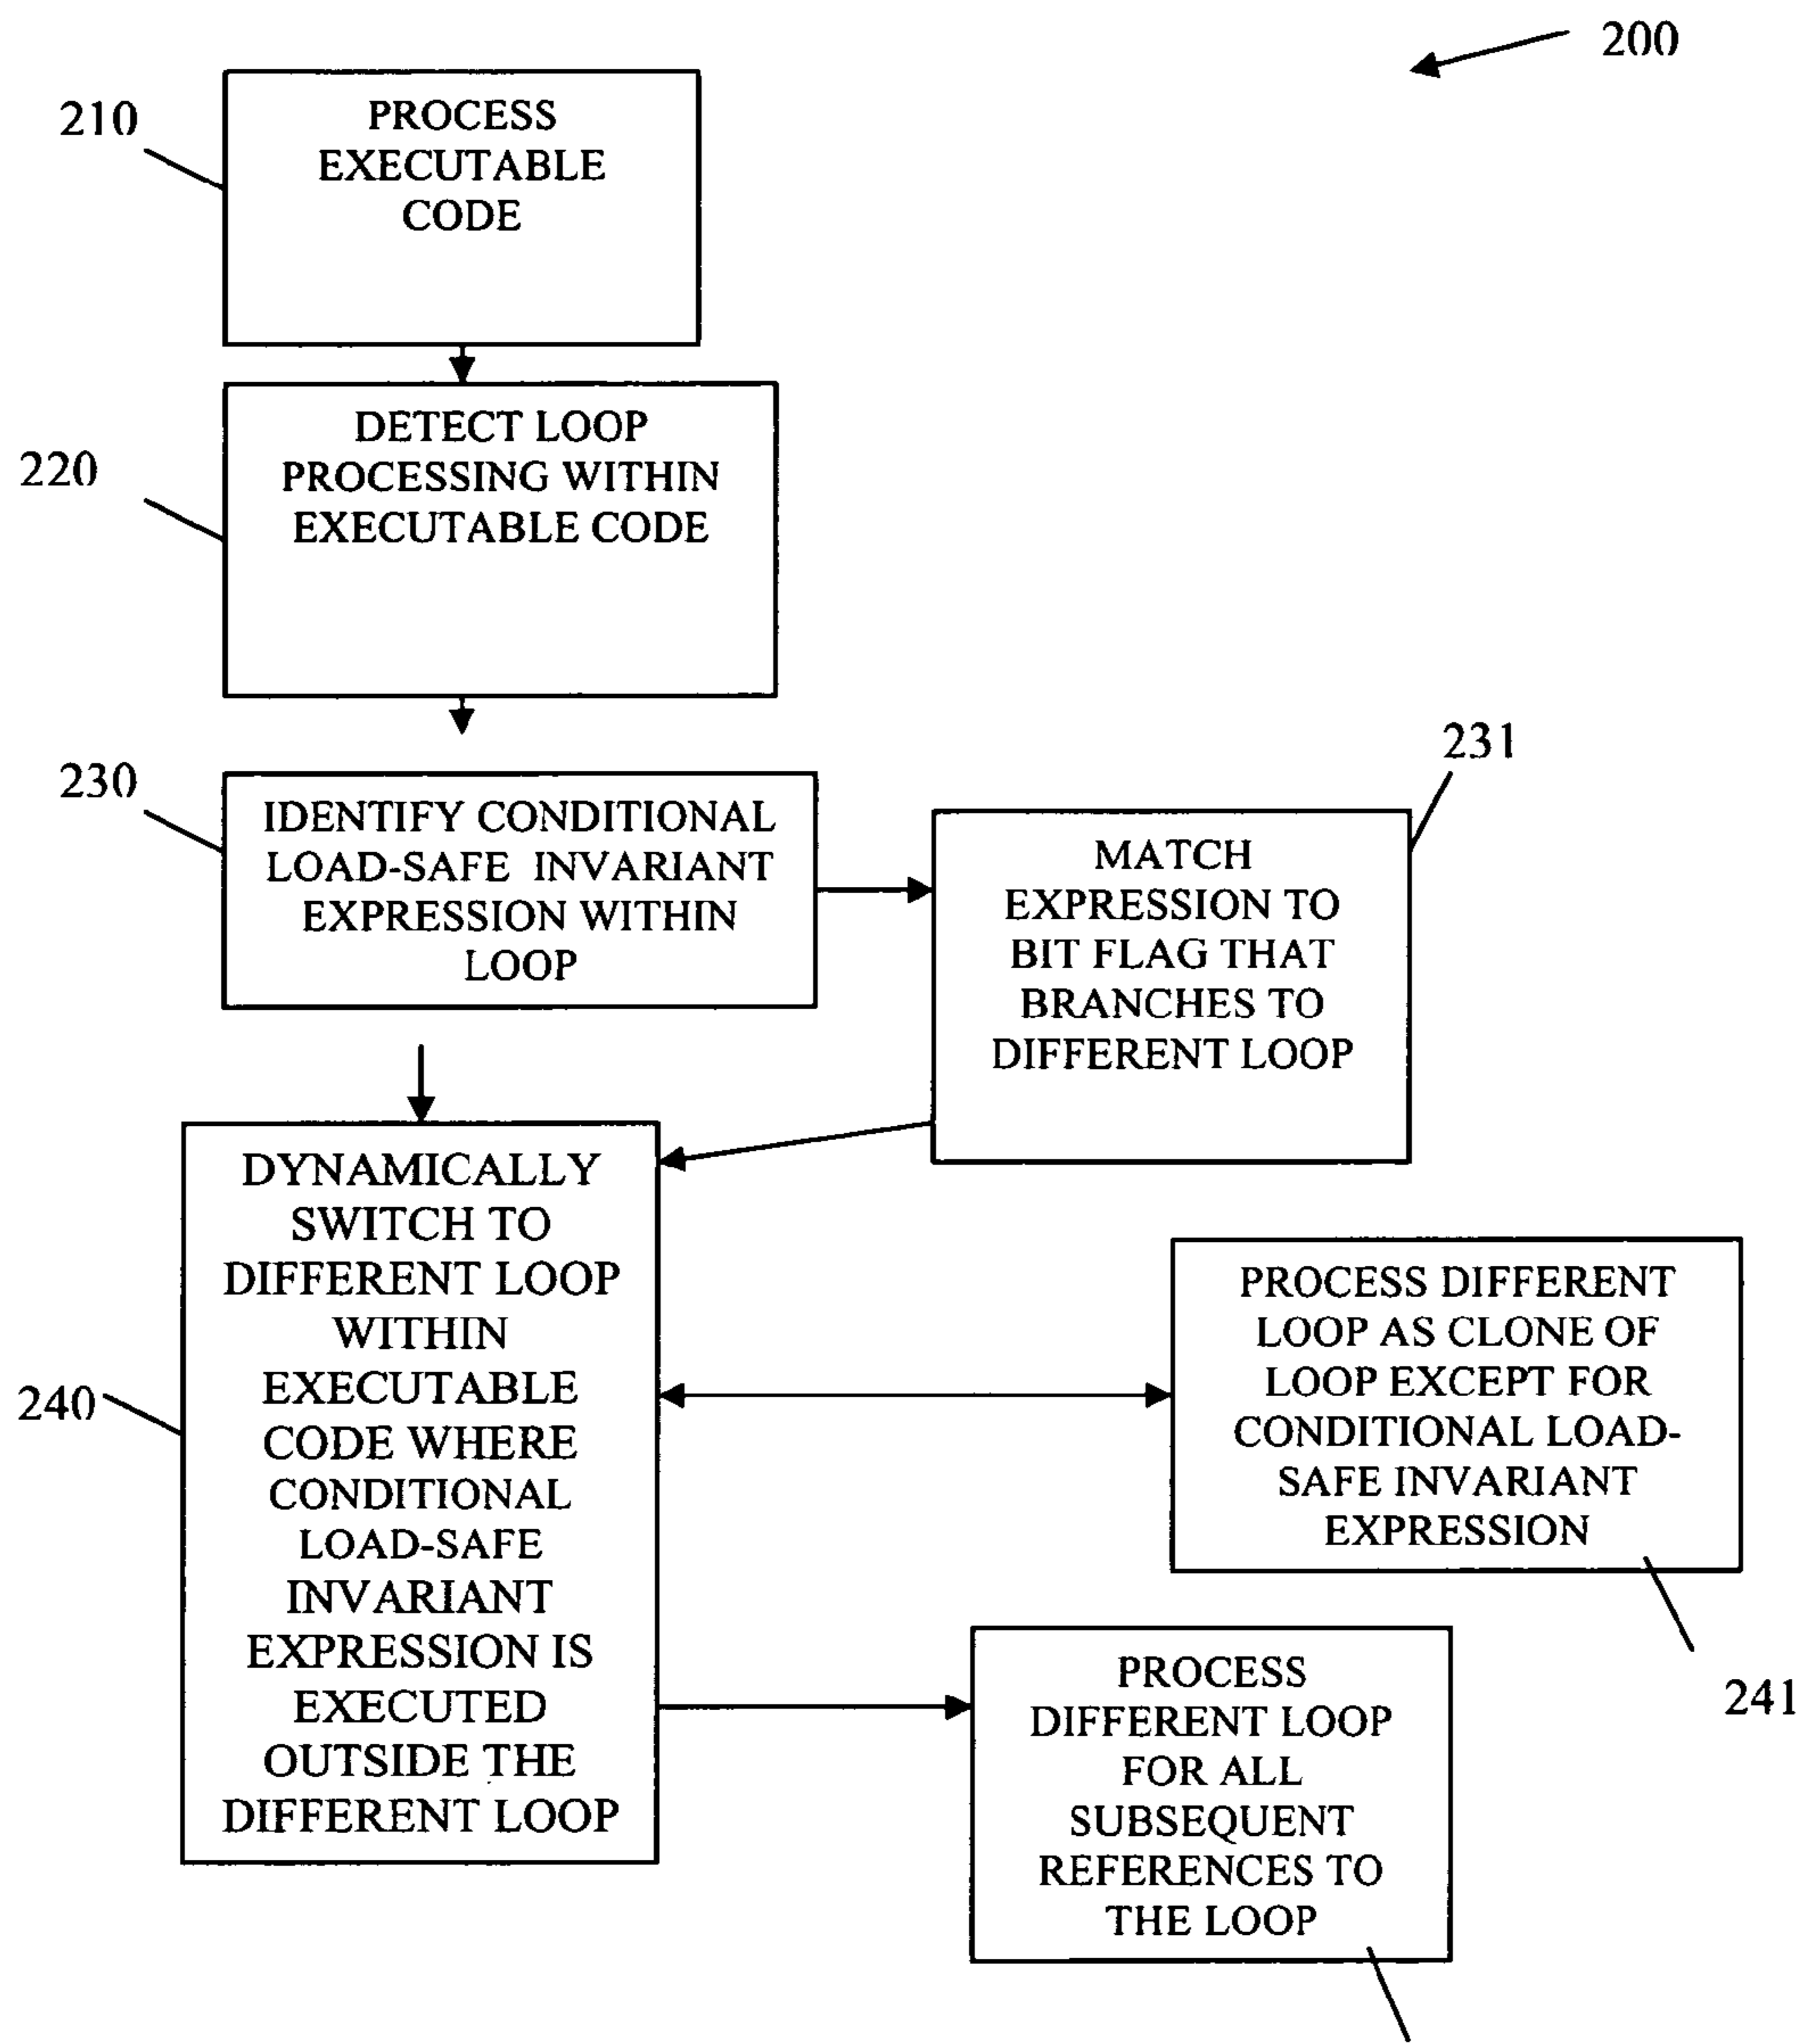 200
210
PROCESS
EXECUTABLE
CODE
220
DETECT LOOP
PROCESSING WITHIN
EXECUTABLE CODE
230
IDENTIFY CONDITIONAL
LOAD-SAFE INVARIANT
EXPRESSION WITHIN
LOOP
231
MATCH
EXPRESSION TO
BIT FLAG THAT
BRANCHES TO
DIFFERENT LOOP
240
DYNAMICALLY
SWITCH TO
DIFFERENT LOOP
WITHIN
EXECUTABLE
CODE WHERE
CONDITIONAL
LOAD-SAFE
INVARIANT
EXPRESSION IS
EXECUTED
OUTSIDE THE
DIFFERENT LOOP
PROCESS DIFFERENT
LOOP AS CLONE OF
LOOP EXCEPT FOR
CONDITIONAL LOAD-
SAFE INVARIANT
EXPRESSION
241
PROCESS
DIFFERENT LOOP
FOR ALL
SUBSEQUENT
REFERENCES TO
THE LOOP